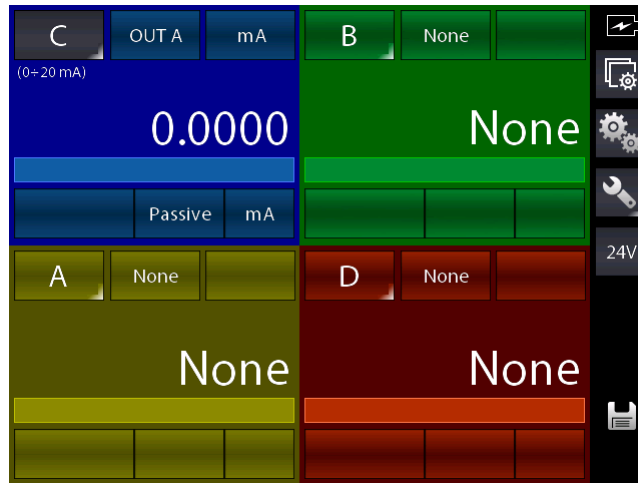 C OUT A mA
(0÷20 mA)
0.0000
Passive mA
B None
None
A None
None
D None
None
24V